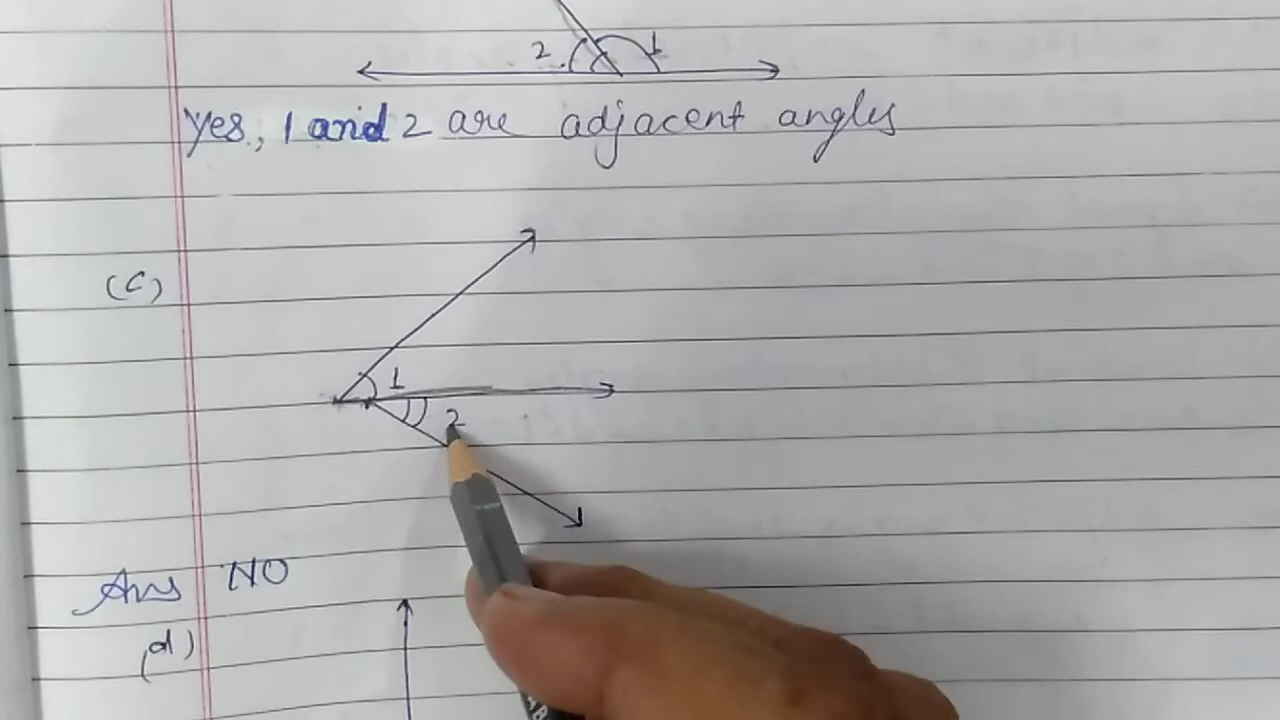 2. 1
Yes, 1 and 2 are adjacent angles
(C)
1
2
Ans NO
(d)